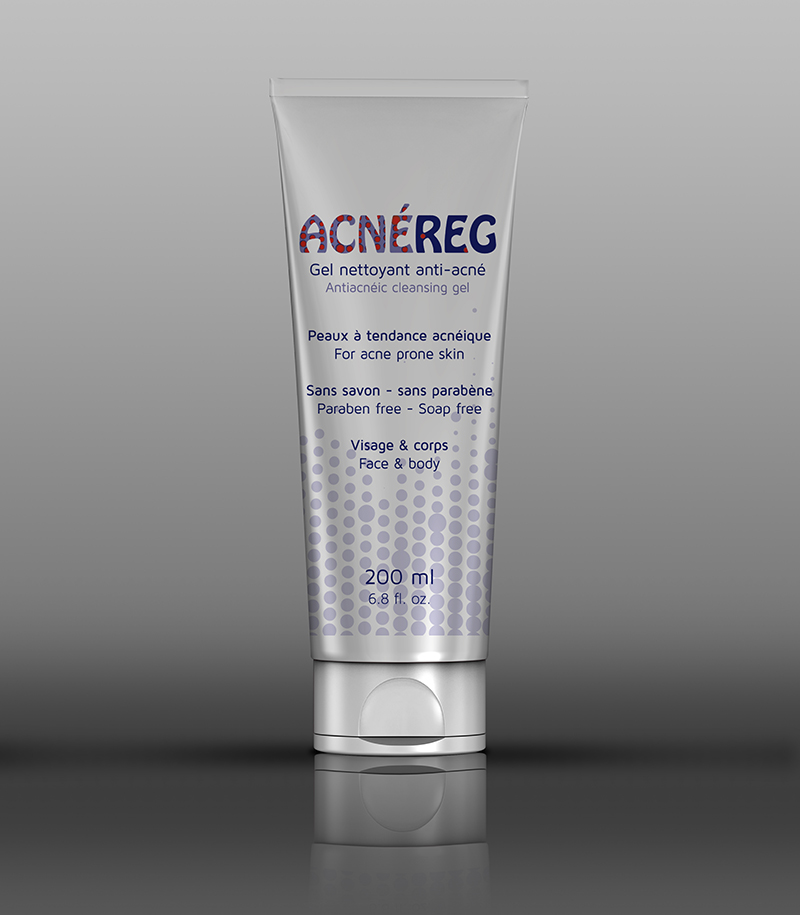 ACNÉREG
Gel nettoyant anti-acné
Antiacnéic cleansing gel
Peaux à tendance acnéique
For acne prone skin
Sans savon - sans parabène
Paraben free - Soap free
Visage & corps
Face & body
200 ml
6.8 fl. oz.